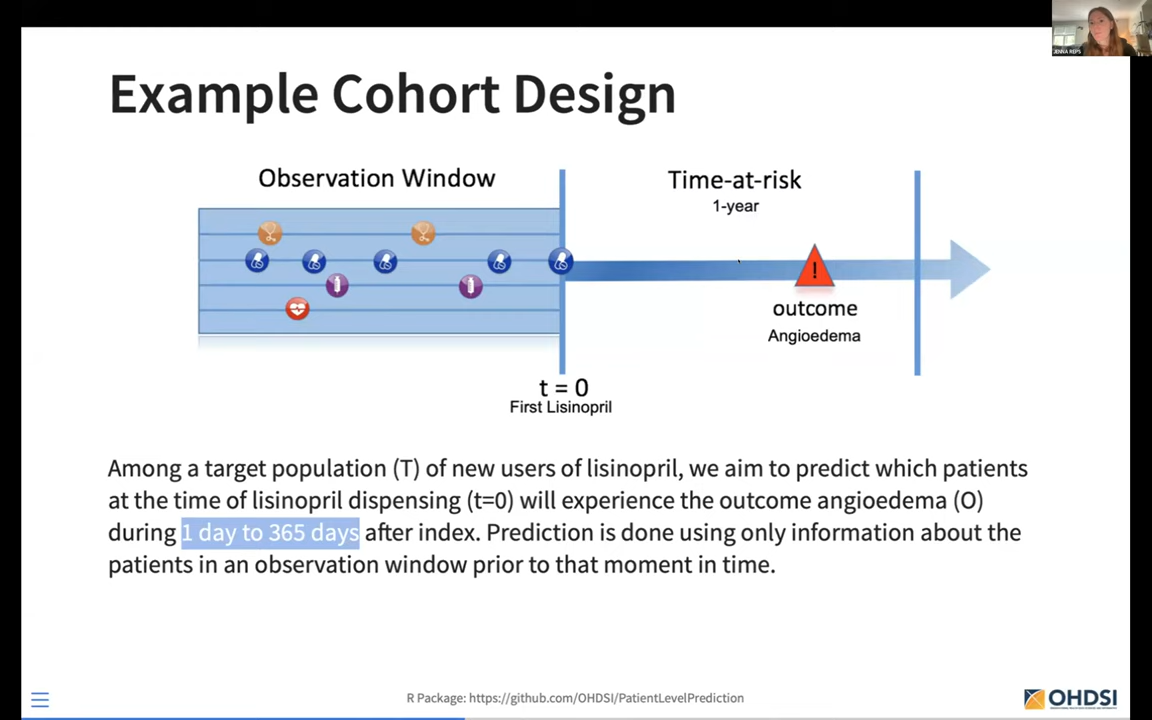 JENNA REPS
Example Cohort Design
Observation Window
Time-at-risk
1-year
!
outcome
Angioedema
t = 0
First Lisinopril
Among a target population (T) of new users of lisinopril, we aim to predict which patients
at the time of lisinopril dispensing (t=0) will experience the outcome angioedema (O)
during 1 day to 365 days after index. Prediction is done using only information about the
patients in an observation window prior to that moment in time.
R Package: https://github.com/OHDSI/PatientLevelPrediction
OHDSI